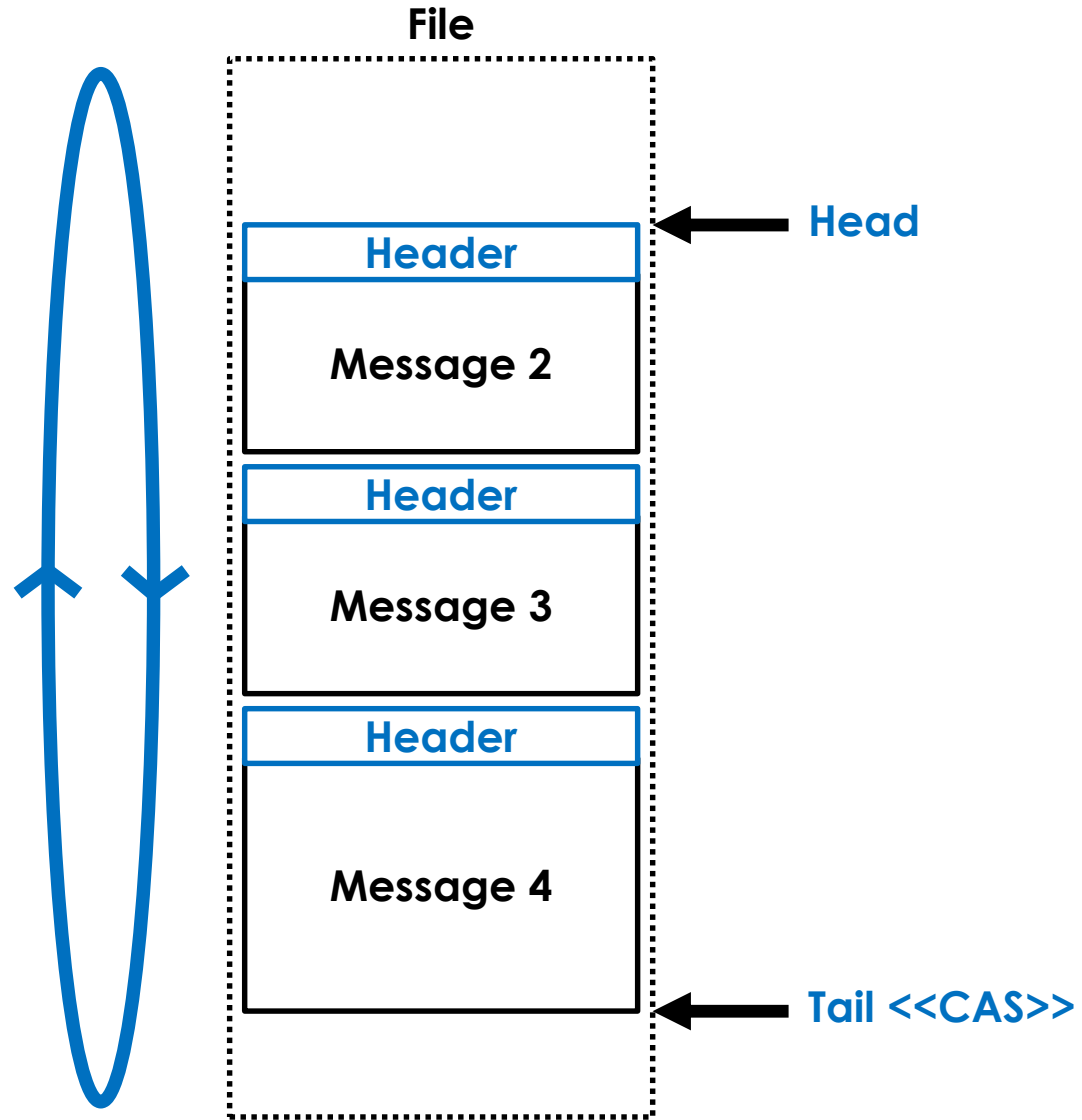 File
Head
Header
Message 2
Header
Message 3
Header
Message 4
Tail <<CAS>>